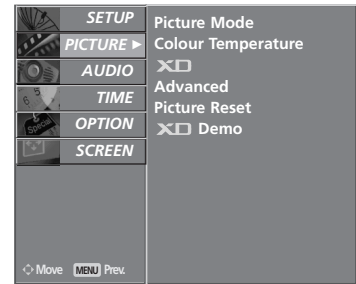 SETUP
PICTURE ►
AUDIO
TIME
OPTION
SCREEN
Move MENU Prev.
Picture Mode
Colour Temperature
XD
Advanced
Picture Reset
XD Demo